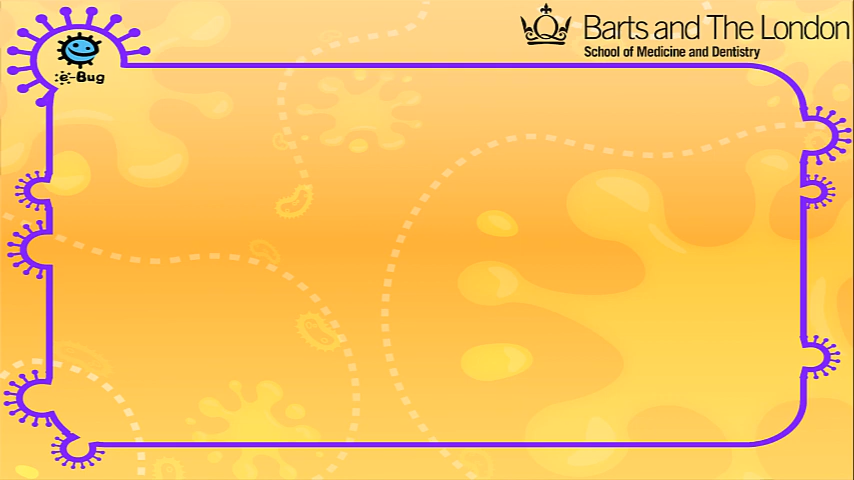 Barts and The London
School of Medicine and Dentistry
e-Bug